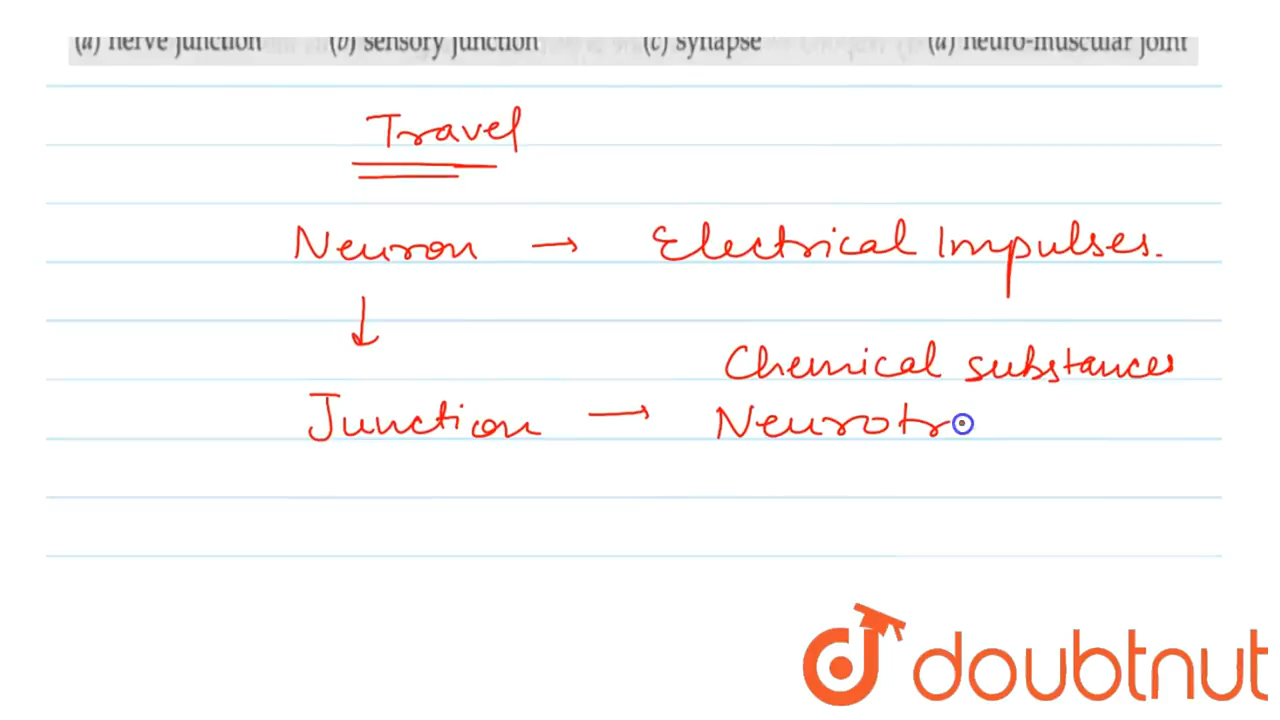 (a) nerve junction (b) sensory junction (c) synapse (d) neuro-muscular joint
Travel
Neuron → Electrical Impulses.
↓
Chemical substances
Junction → Neurotr
doubtnut